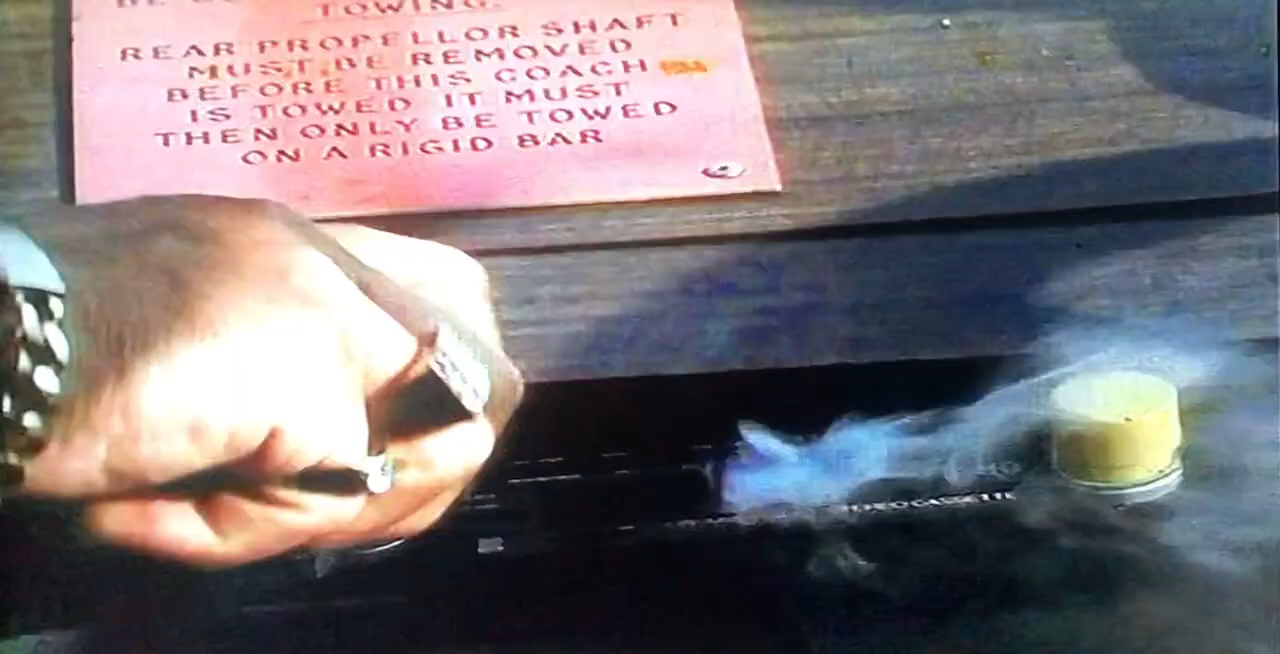 TOWING.
REAR PROPELLOR SHAFT
MUST BE REMOVED
BEFORE THIS COACH
IS TOWED IT MUST
THEN ONLY BE TOWED
ON A RIGID BAR